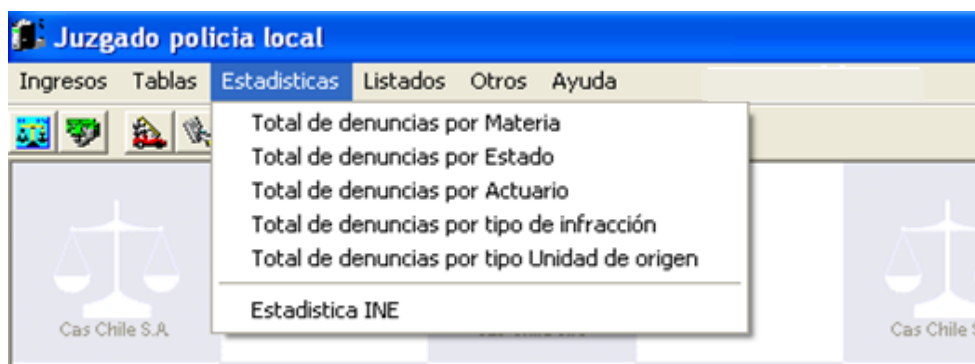 Juzgado policia local
Ingresos Tablas Estadisticas Listados Otros Ayuda
Total de denuncias por Materia
Total de denuncias por Estado
Total de denuncias por Actuario
Total de denuncias por tipo de infracción
Total de denuncias por tipo Unidad de origen
Estadistica INE
Cas Chile S.A.
Cas Chile